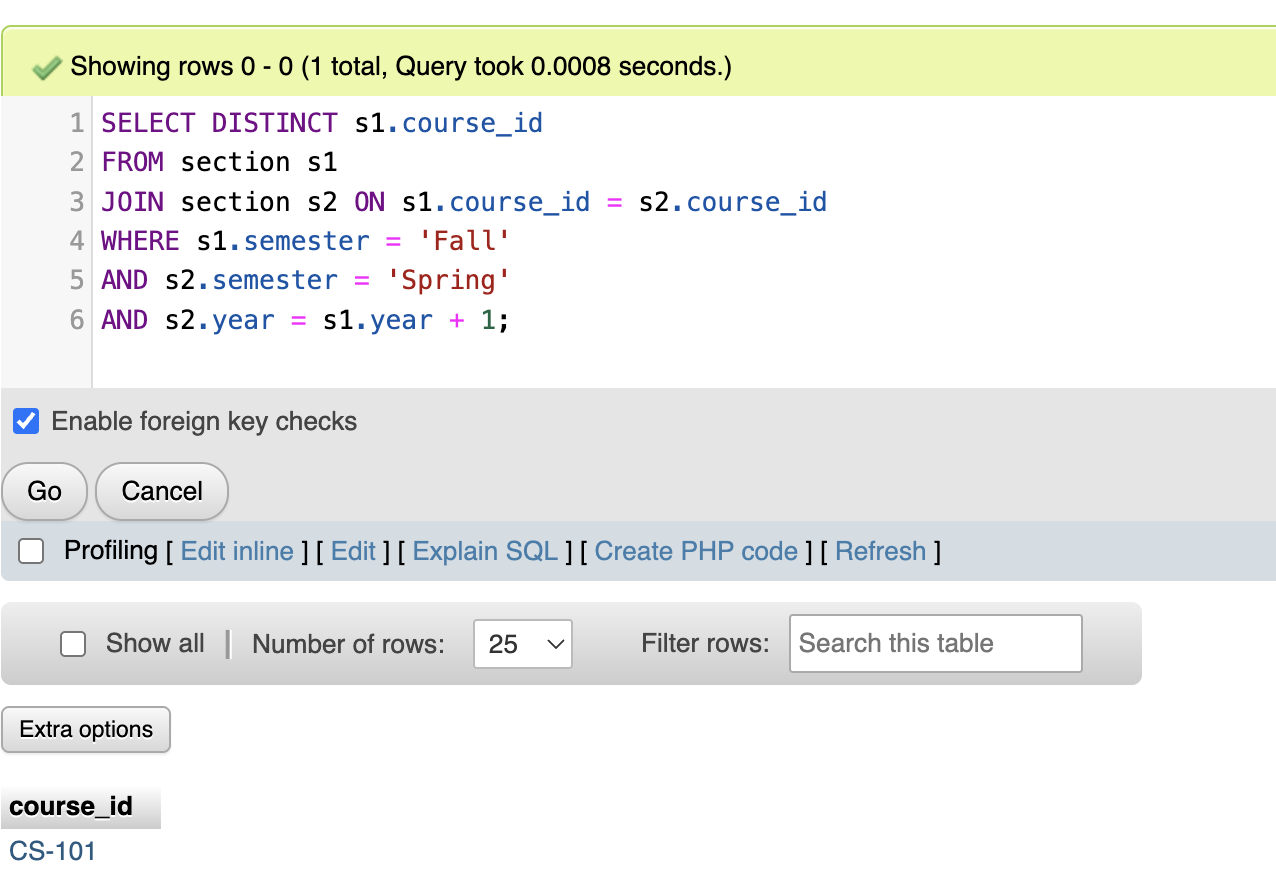 Showing rows 0 - 0 (1 total, Query took 0.0008 seconds.)
1 SELECT DISTINCT s1.course_id
2 FROM section s1
3 JOIN section s2 ON s1.course_id = s2.course_id
4 WHERE s1.semester = 'Fall'
5 AND s2.semester = 'Spring'
6 AND s2.year = s1.year + 1;
Enable foreign key checks
Go Cancel
Profiling [ Edit inline ] [ Edit ] [ Explain SQL ] [ Create PHP code ] [ Refresh ]
Show all | Number of rows: 25 Filter rows: Search this table
Extra options
course_id
CS-101